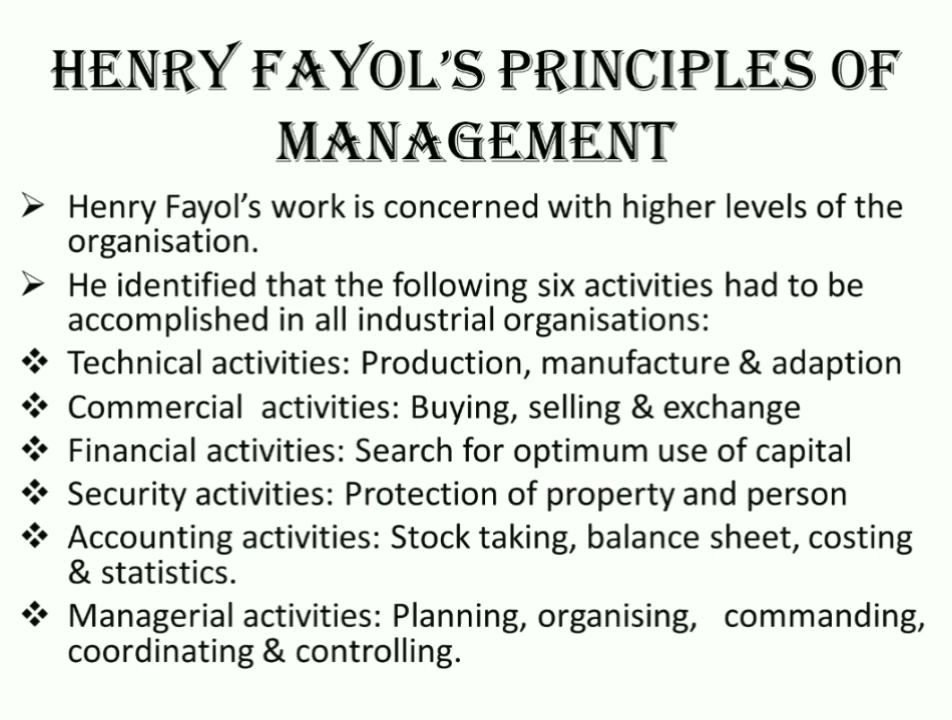 HENRY FAYOL'S PRINCIPLES OF
MANAGEMENT
➢ Henry Fayol's work is concerned with higher levels of the
organisation.
➢ He identified that the following six activities had to be
accomplished in all industrial organisations:
❖ Technical activities: Production, manufacture & adaption
❖ Commercial activities: Buying, selling & exchange
❖ Financial activities: Search for optimum use of capital
❖ Security activities: Protection of property and person
❖ Accounting activities: Stock taking, balance sheet, costing
& statistics.
❖ Managerial activities: Planning, organising, commanding,
coordinating & controlling.